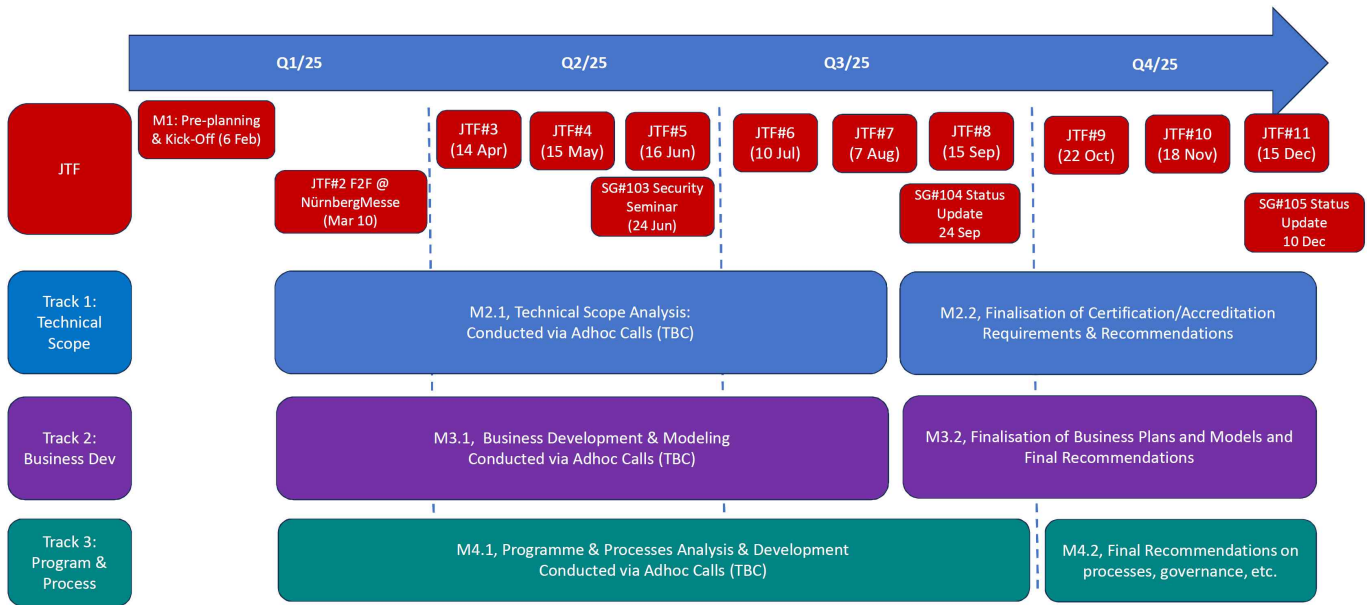 Q1/25
Q2/25
Q3/25
Q4/25
JTF
M1: Pre-planning
& Kick-Off (6 Feb)
JTF#2 F2F @
NürnbergMesse
(Mar 10)
JTF#3
(14 Apr)
JTF#4
(15 May)
JTF#5
(16 Jun)
SG#103 Security
Seminar
(24 Jun)
JTF#6
(10 Jul)
JTF#7
(7 Aug)
JTF#8
(15 Sep)
SG#104 Status
Update
24 Sep
JTF#9
(22 Oct)
JTF#10
(18 Nov)
JTF#11
(15 Dec)
SG#105 Status
Update
10 Dec
Track 1:
Technical
Scope
M2.1, Technical Scope Analysis:
Conducted via Adhoc Calls (TBC)
M2.2, Finalisation of Certification/Accreditation
Requirements & Recommendations
Track 2:
Business Dev
M3.1, Business Development & Modeling
Conducted via Adhoc Calls (TBC)
M3.2, Finalisation of Business Plans and Models and
Final Recommendations
Track 3:
Program &
Process
M4.1, Programme & Processes Analysis & Development
Conducted via Adhoc Calls (TBC)
M4.2, Final Recommendations on
processes, governance, etc.